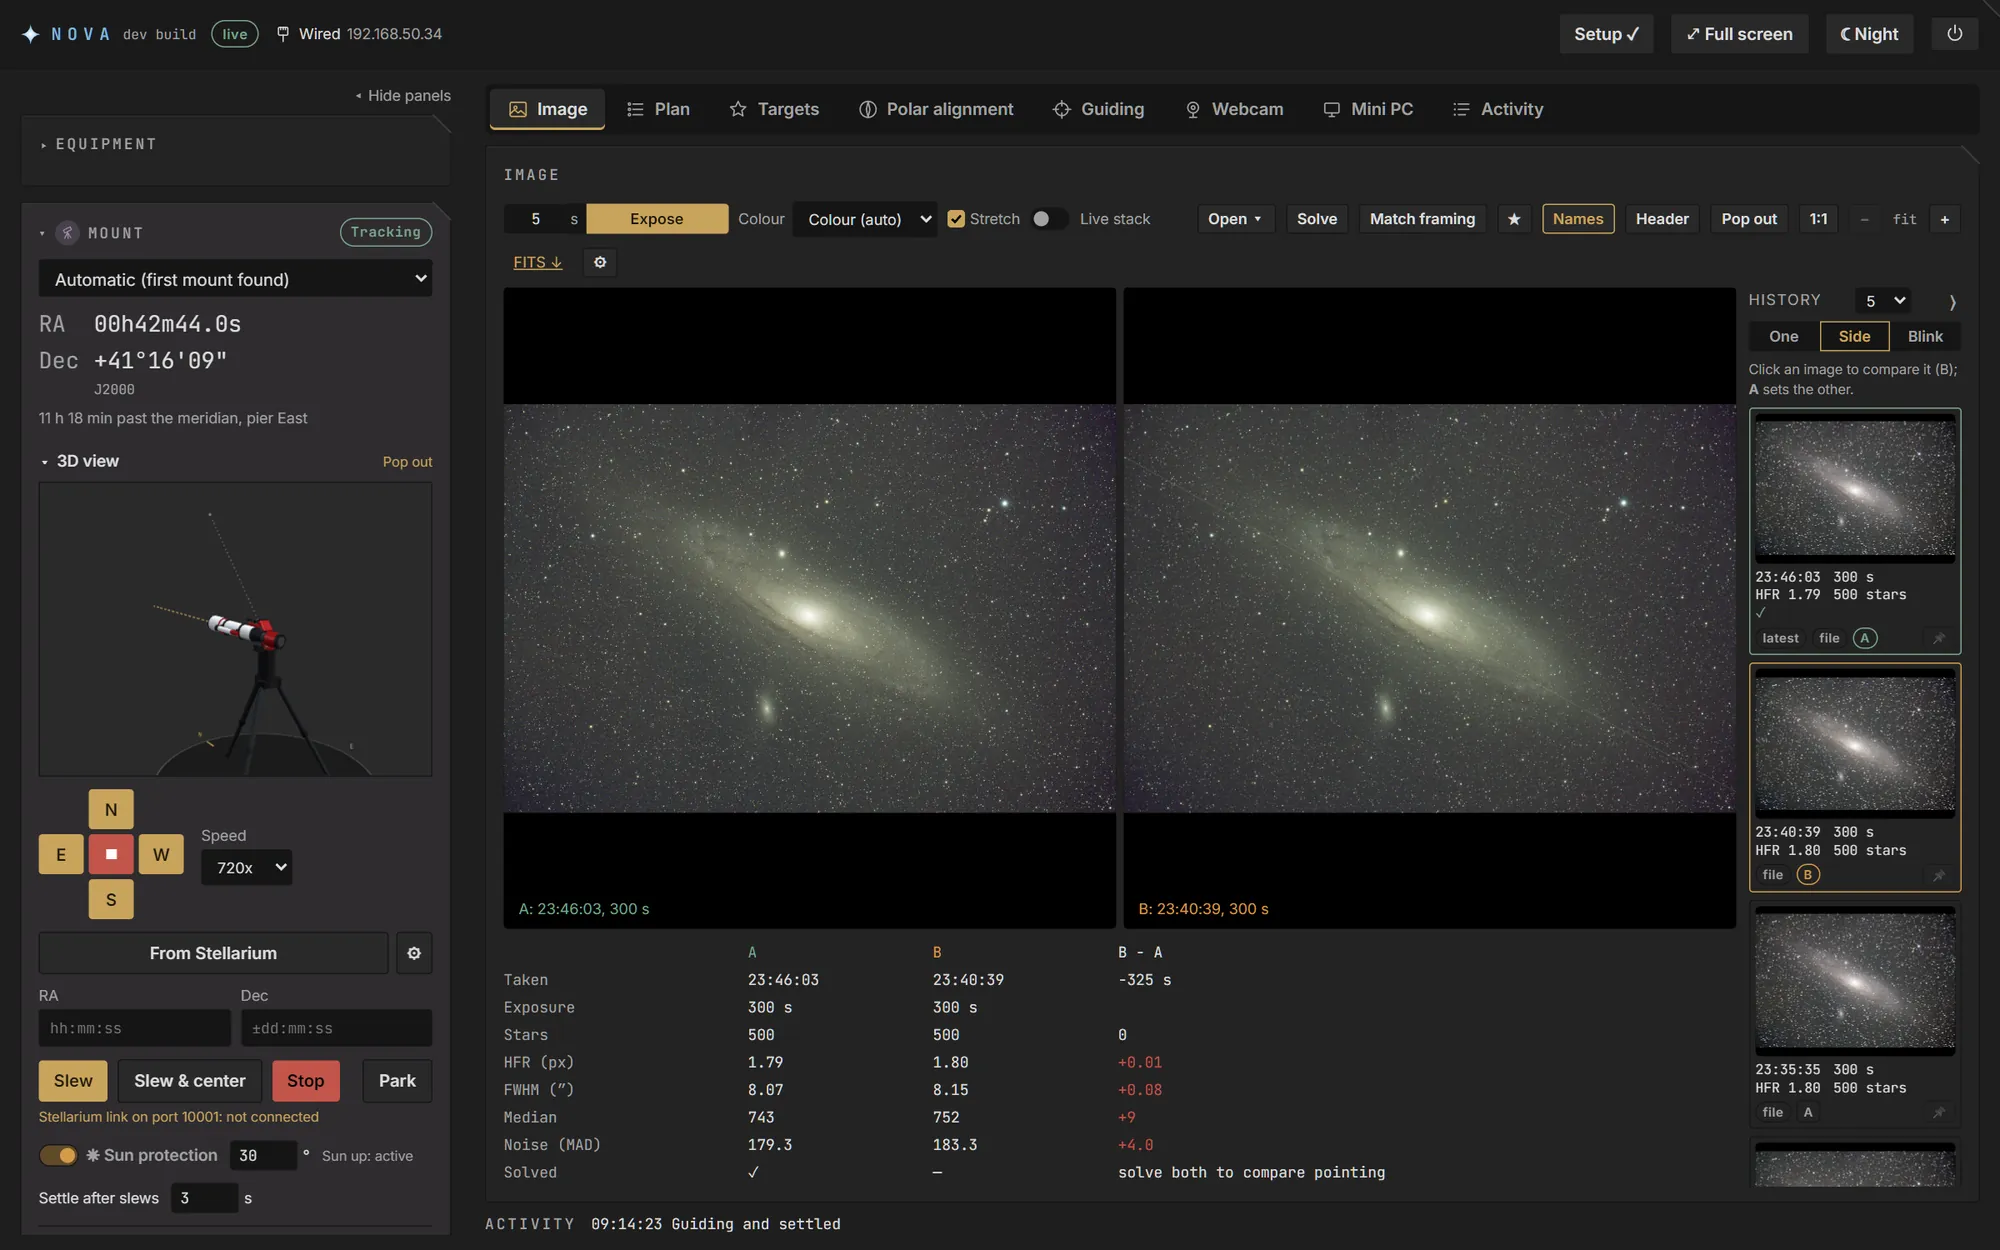 NOVA dev build live Wired 192.168.50.34
Setup ✓ Full screen Night
Hide panels
EQUIPMENT
MOUNT Tracking
Automatic (first mount found)
RA 00h42m44.0s
Dec +41°16'09"
J2000
11 h 18 min past the meridian, pier East
3D view Pop out
N
E W
S
Speed
720x
From Stellarium
RA Dec
hh:mm:ss ±dd:mm:ss
Slew Slew & center Stop Park
Stellarium link on port 10001: not connected
Sun protection 30 ° Sun up: active
Settle after slews 3 s
Image Plan Targets Polar alignment Guiding Webcam Mini PC Activity
IMAGE
5 s Expose Colour Colour (auto) Stretch Live stack Open Solve Match framing ★ Names Header Pop out 1:1 − fit +
FITS ↓
A: 23:46:03, 300 s
B: 23:40:39, 300 s
A B B - A
Taken 23:46:03 23:40:39 -325 s
Exposure 300 s 300 s
Stars 500 500 0
HFR (px) 1.79 1.80 +0.01
FWHM (″) 8.07 8.15 +0.08
Median 743 752 +9
Noise (MAD) 179.3 183.3 +4.0
Solved ✓ — solve both to compare pointing
HISTORY 5
One Side Blink
Click an image to compare it (B);
A sets the other.
23:46:03 300 s
HFR 1.79 500 stars
✓
latest file A
23:40:39 300 s
HFR 1.80 500 stars
file B
23:35:35 300 s
HFR 1.80 500 stars
file A
ACTIVITY 09:14:23 Guiding and settled